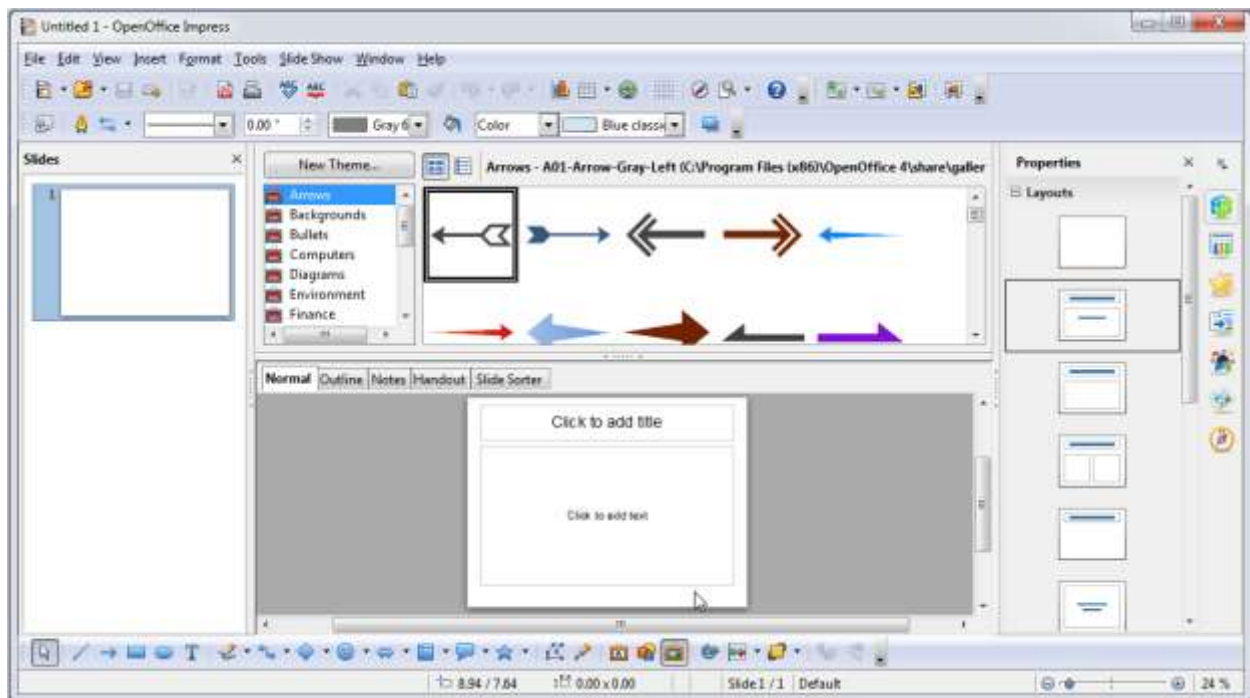 Untitled 1 - OpenOffice Impress
File Edit View Insert Format Tools Slide Show Window Help
0.00 " Gray 6 Color Blue classi
Slides
New Theme...
Arrows - A01-Arrow-Gray-Left (C:\Program Files (x86)\OpenOffice 4\share\galler
Properties
1
Arrows
Backgrounds
Bullets
Computers
Diagrams
Environment
Finance
Layouts
Normal Outline Notes Handout Slide Sorter
Click to add title
Click to add text
8.94 / 7.64 0.00 x 0.00 Slide 1 / 1 Default 24 %